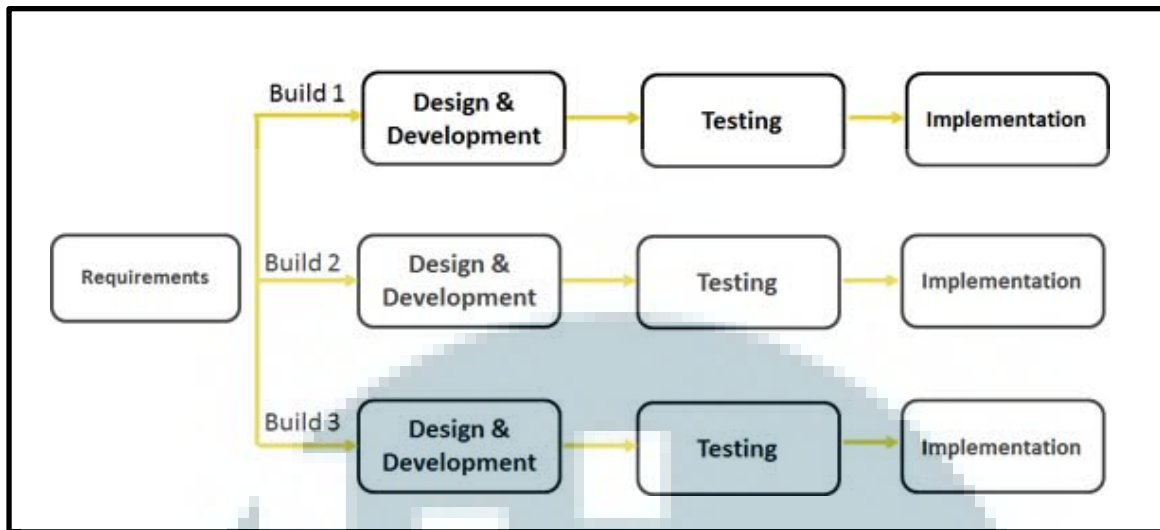 Build 1
Design &
Development
Testing
Implementation
Requirements
Build 2
Design &
Development
Testing
Implementation
Build 3
Design &
Development
Testing
Implementation